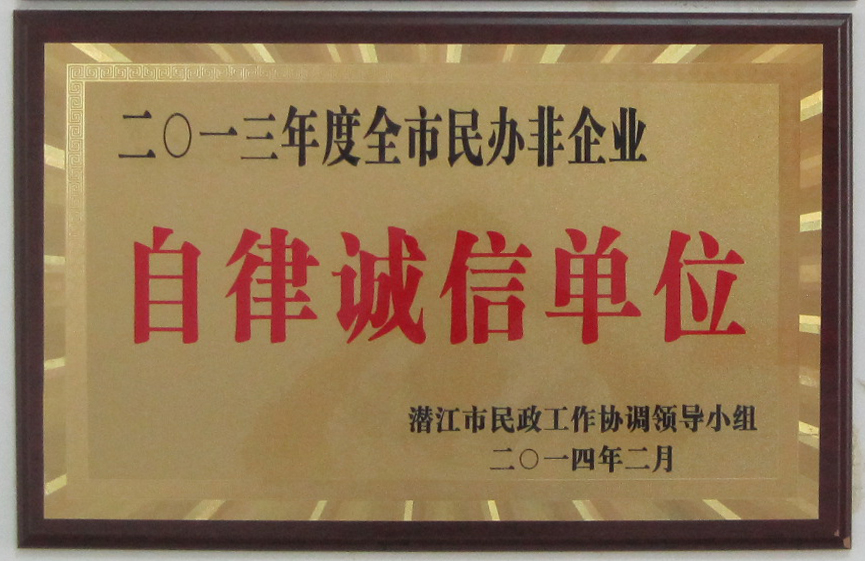 二〇一三年度全市民办非企业
自律诚信单位
潜江市民政工作协调领导小组
二〇一四年二月